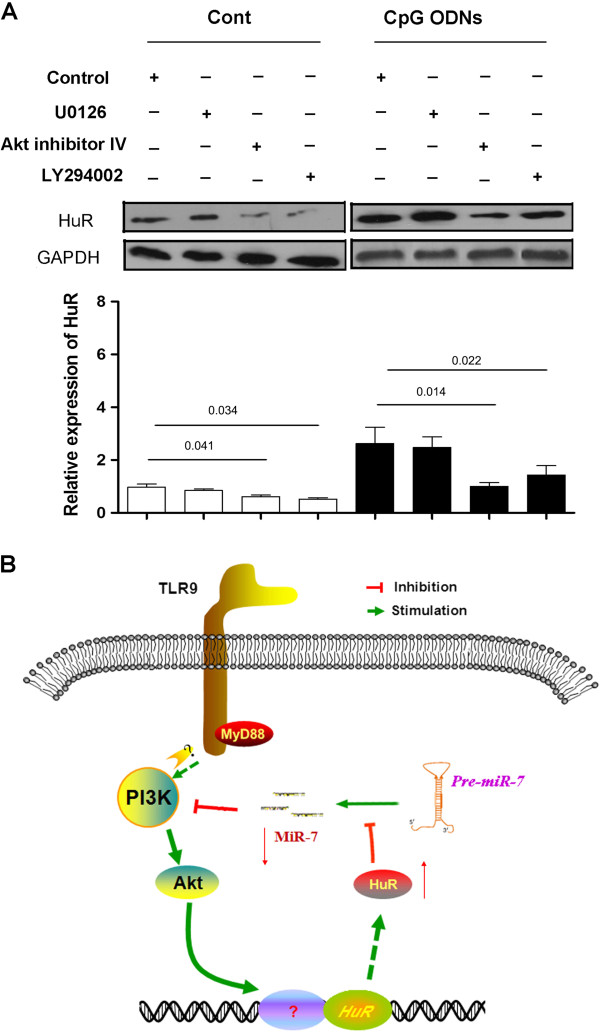 A
Cont CpG ODNs
Control + – – – + – – –
U0126 – + – – – + – –
Akt inhibitor IV – – + – – – + –
LY294002 – – – + – – – +
HuR
GAPDH
Relative expression of HuR
8
6
4
2
0
0.034
0.041
0.022
0.014
B
TLR9
Inhibition
Stimulation
MyD88
?
PI3K
Pre-miR-7
5'
3'
MiR-7
Akt
HuR
?
HuR